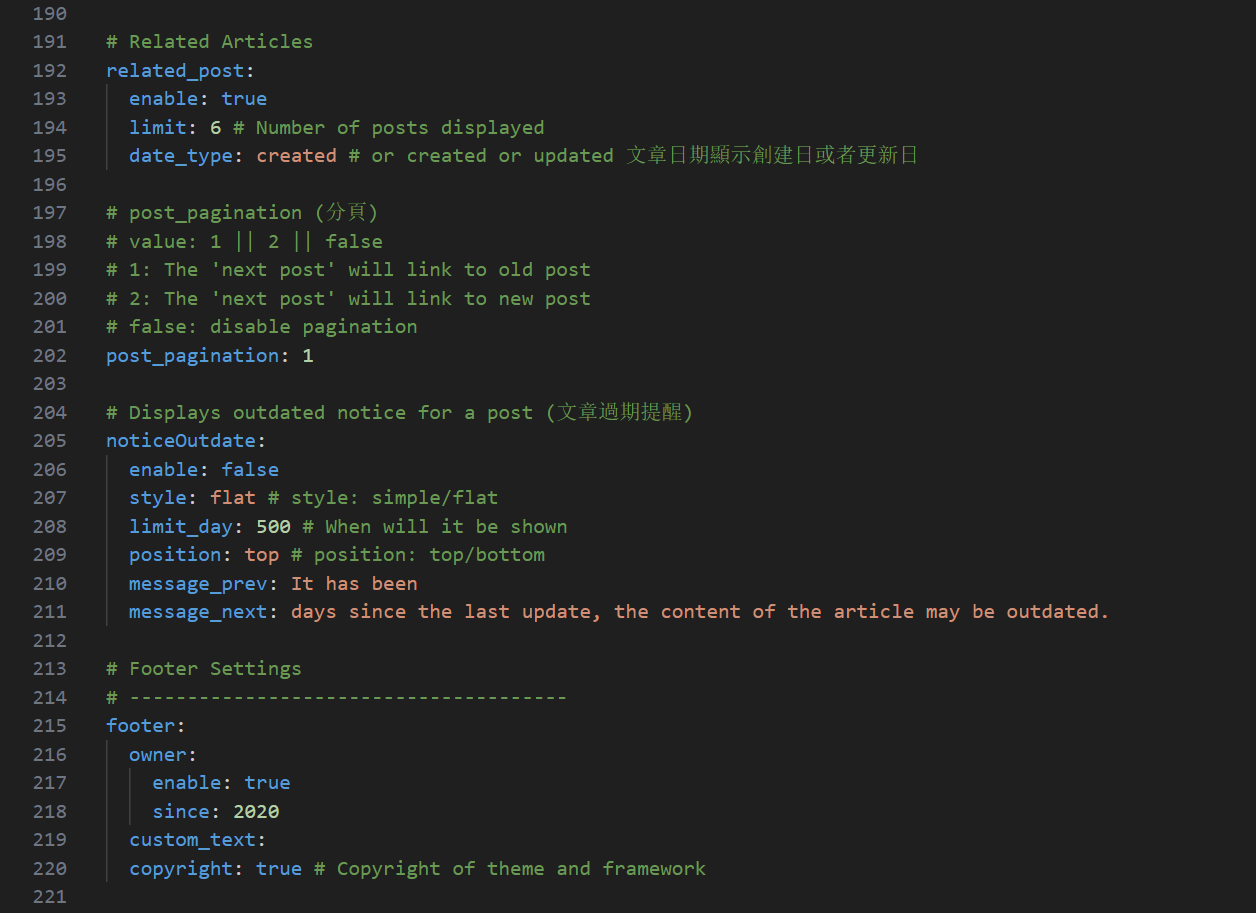 190
191 # Related Articles
192 related_post:
193   enable: true
194   limit: 6 # Number of posts displayed
195   date_type: created # or created or updated 文章日期顯示創建日或者更新日
196
197 # post_pagination (分頁)
198 # value: 1 || 2 || false
199 # 1: The 'next post' will link to old post
200 # 2: The 'next post' will link to new post
201 # false: disable pagination
202 post_pagination: 1
203
204 # Displays outdated notice for a post (文章過期提醒)
205 noticeOutdate:
206   enable: false
207   style: flat # style: simple/flat
208   limit_day: 500 # When will it be shown
209   position: top # position: top/bottom
210   message_prev: It has been
211   message_next: days since the last update, the content of the article may be outdated.
212
213 # Footer Settings
214 # --------------------------------------
215 footer:
216   owner:
217     enable: true
218     since: 2020
219   custom_text:
220   copyright: true # Copyright of theme and framework
221